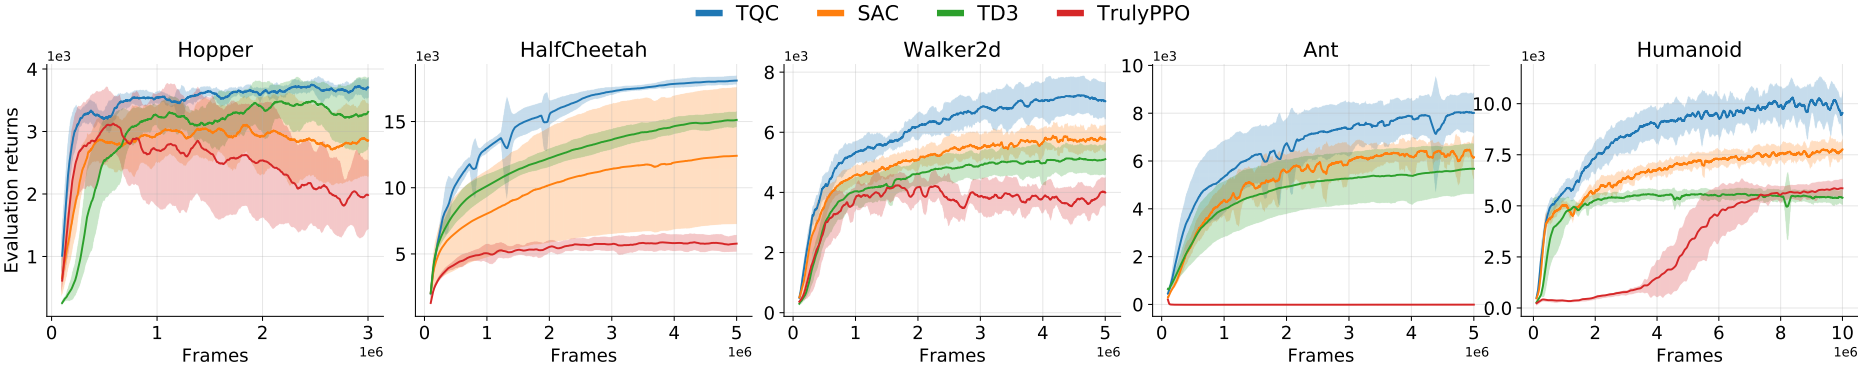 TQC SAC TD3 TrulyPPO
Hopper HalfCheetah Walker2d Ant Humanoid
1e3 1e3 1e3 1e3 1e3
Evaluation returns
4
3
2
1
0 1 2 3
Frames 1e6
15
10
5
0 1 2 3 4 5
Frames 1e6
8
6
4
2
0
0 1 2 3 4 5
Frames 1e6
10
8
6
4
2
0
0 1 2 3 4 5
Frames 1e6
10.0
7.5
5.0
2.5
0.0
0 2 4 6 8 10
Frames 1e6